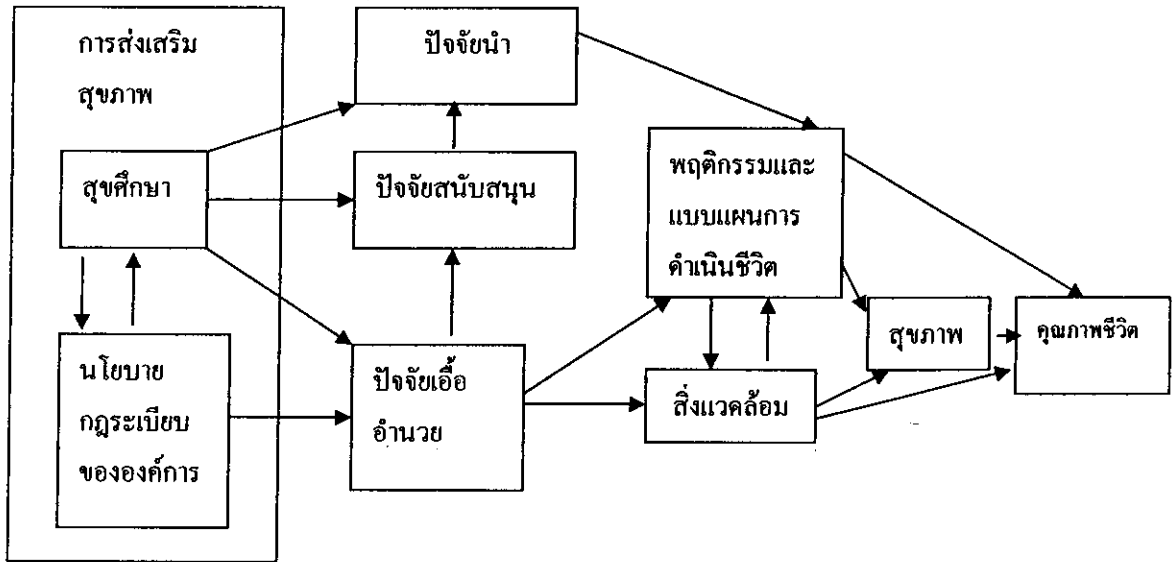 การส่งเสริม
สุขภาพ
สุขศึกษา
นโยบาย
กฎระเบียบ
ขององค์การ
ปัจจัยนำ
ปัจจัยสนับสนุน
ปัจจัยเอื้อ
อำนวย
พฤติกรรมและ
แบบแผนการ
ดำเนินชีวิต
สิ่งแวดล้อม
สุขภาพ
คุณภาพชีวิต